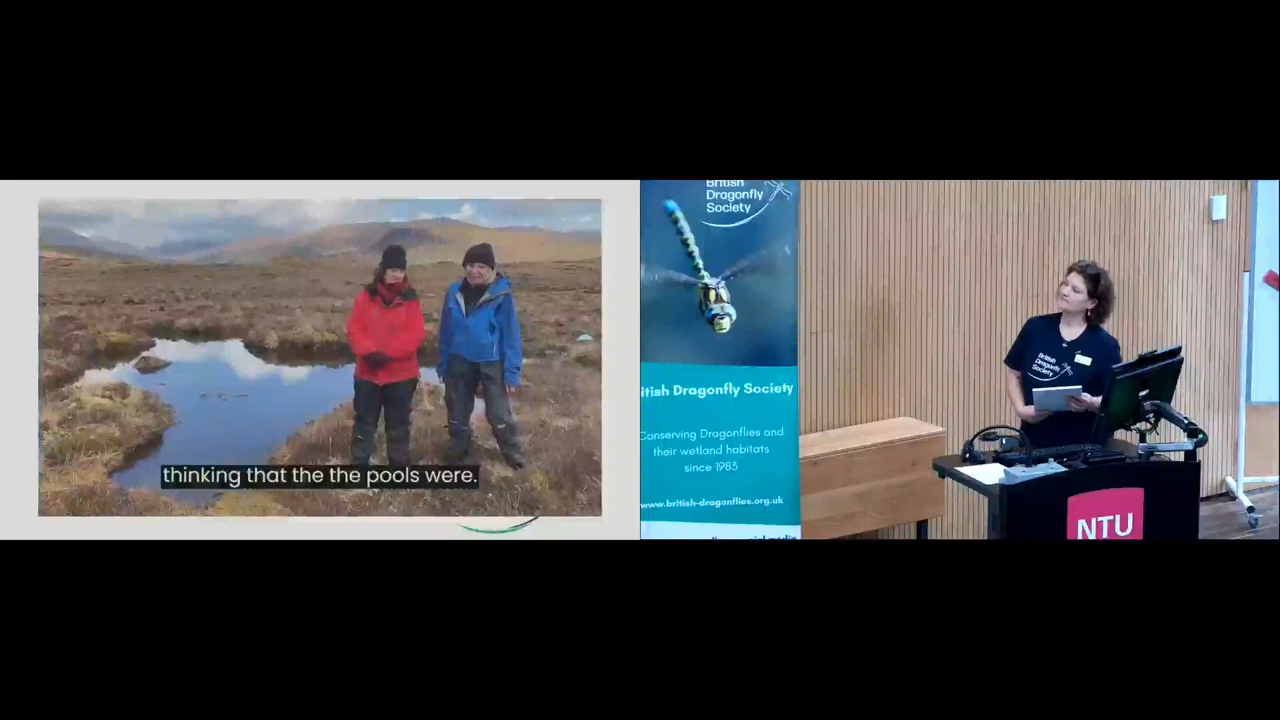 thinking that the the pools were.
British
Dragonfly
Society
itish Dragonfly Society
Conserving Dragonflies and
their wetland habitats
since 1983
www.british-dragonflies.org.uk
British
Dragonfly
Society
NTU